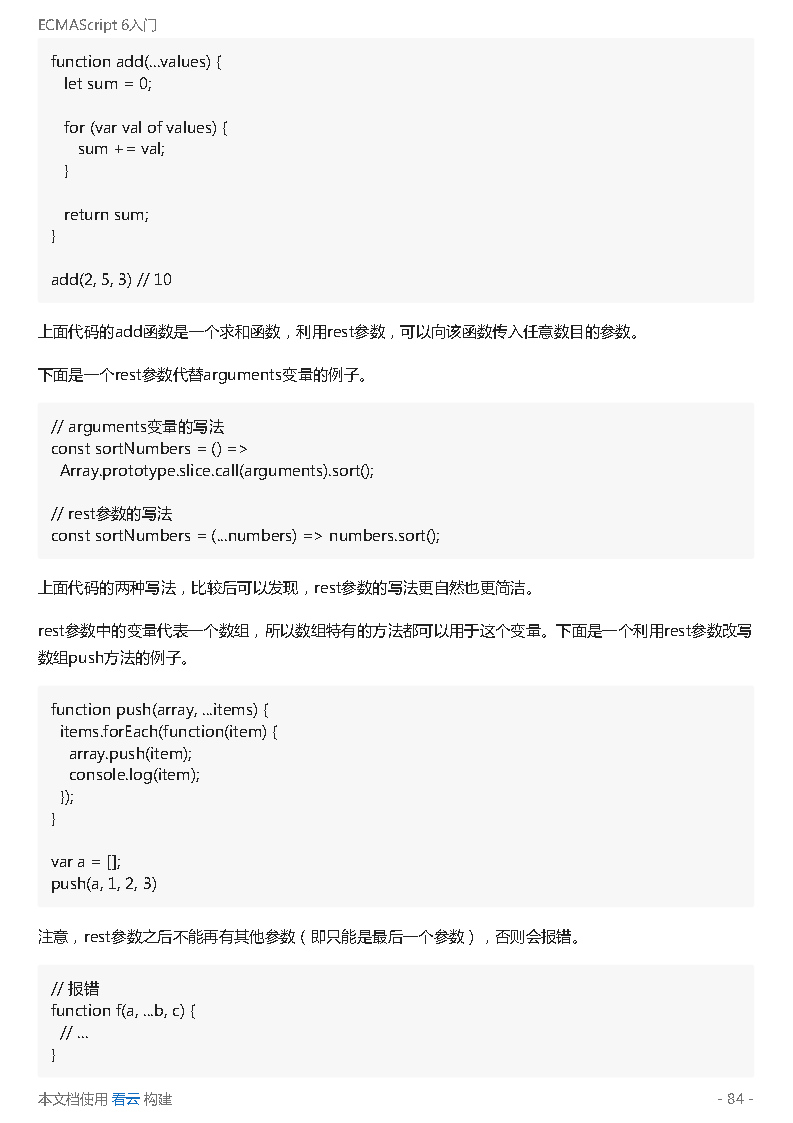 ECMAScript 6入门
function add(...values) {
let sum = 0;
for (var val of values) {
sum += val;
}
return sum;
}
add(2, 5, 3) // 10
上面代码的add函数是一个求和函数，利用rest参数，可以向该函数传入任意数目的参数。
下面是一个rest参数代替arguments变量的例子。
// arguments变量的写法
const sortNumbers = () =>
Array.prototype.slice.call(arguments).sort();
// rest参数的写法
const sortNumbers = (...numbers) => numbers.sort();
上面代码的两种写法，比较后可以发现，rest参数的写法更自然也更简洁。
rest参数中的变量代表一个数组，所以数组特有的方法都可以用于这个变量。下面是一个利用rest参数改写
数组push方法的例子。
function push(array, ...items) {
items.forEach(function(item) {
array.push(item);
console.log(item);
});
}
var a = [];
push(a, 1, 2, 3)
注意，rest参数之后不能再有其他参数（即只能是最后一个参数），否则会报错。
// 报错
function f(a, ...b, c) {
// ...
}
本文档使用 看云 构建
- 84 -